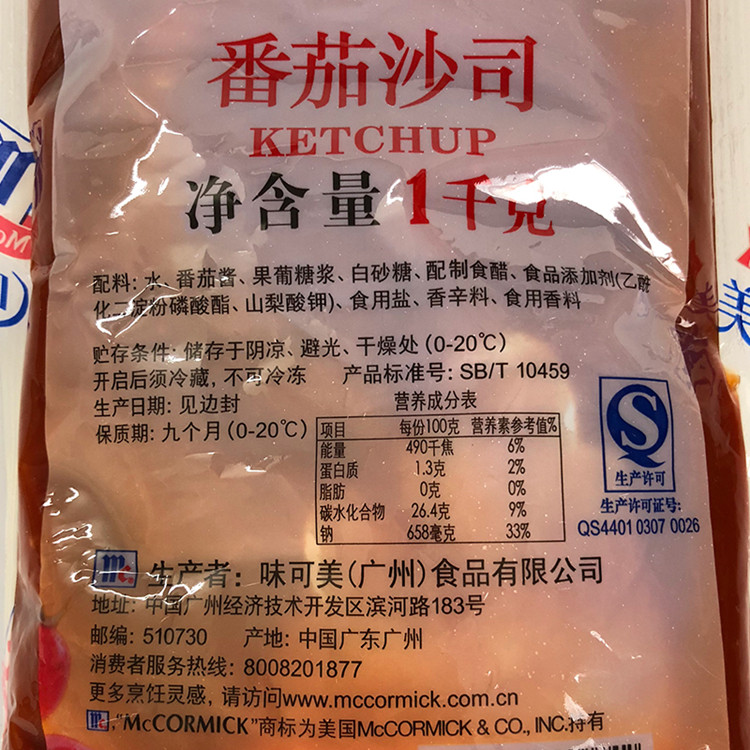 番茄沙司
KETCHUP
净含量 1千克
配料: 水、番茄酱、果葡糖浆、白砂糖、配制食醋、食品添加剂(乙酰
化二淀粉磷酸酯、山梨酸钾)、食用盐、香辛料、食用香料
贮存条件: 储存于阴凉、避光、干燥处(0-20℃)
开启后须冷藏, 不可冷冻 产品标准号: SB/T 10459
生产日期: 见边封
保质期: 九个月(0-20℃)
营养成分表
项目 每份100克 营养素参考值%
能量 490千焦 6%
蛋白质 1.3克 2%
脂肪 0克 0%
碳水化合物 26.4克 9%
钠 658毫克 33%
S
生产许可
生产许可证号:
QS4401 0307 0026
mc 生产者: 味可美(广州)食品有限公司
地址: 中国广州经济技术开发区滨河路183号
邮编: 510730 产地: 中国广东广州
消费者服务热线: 8008201877
更多烹饪灵感, 请访问www.mccormick.com.cn
mc,"McCORMICK"商标为美国McCORMICK & CO., INC.持有
美